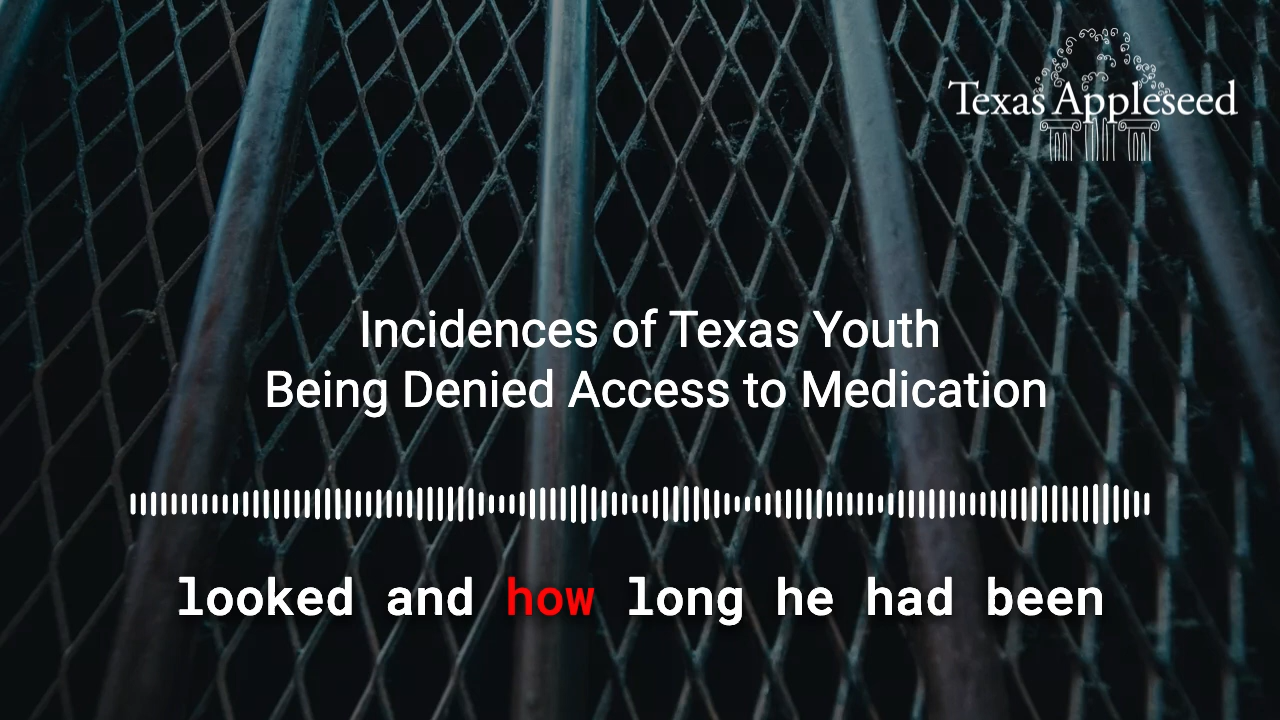 Texas Appleseed
Incidences of Texas Youth
Being Denied Access to Medication
looked and how long he had been